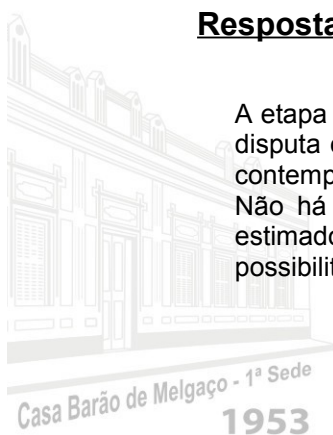 Resposta
A etapa
disputa
contemp
Não há
estimado
possibilit
Casa Barão de Melgaço - 1ª Sede
1953